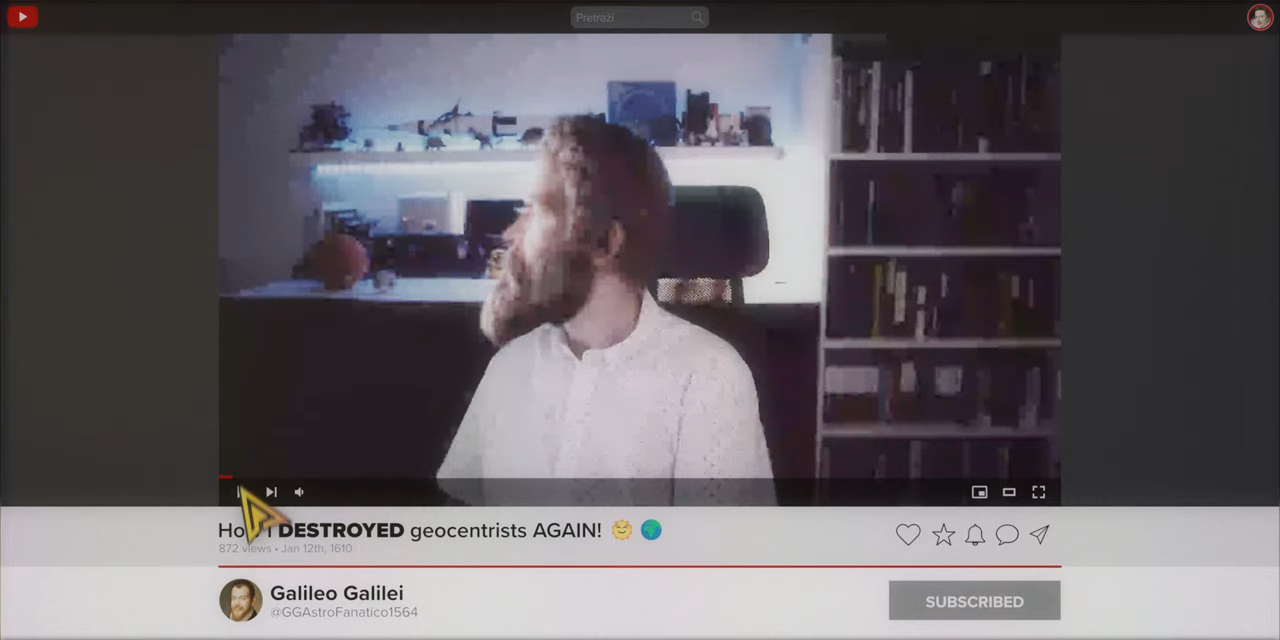 Pretraži
DESTROYED geocentrists AGAIN!
872 views • Jan 12th, 1610
Galileo Galilei
@GGAstroFanatico1564
SUBSCRIBED